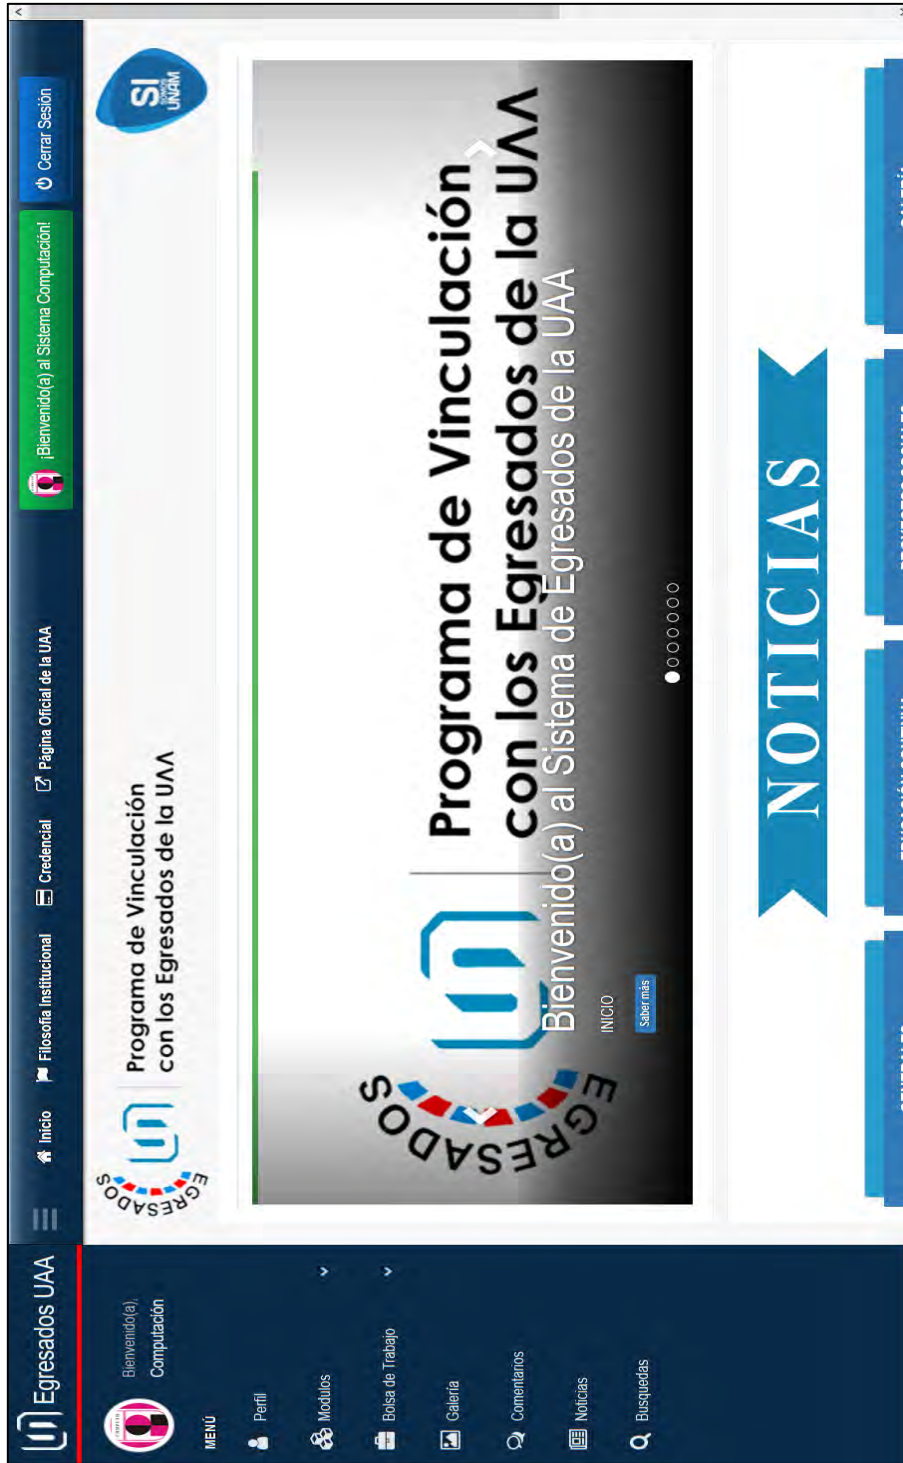 Egresados UAA
Inicio
Filosofía Institucional
Credencial
Página Oficial de la UAA
¡Bienvenido(a) al Sistema Computación!
Cerrar Sesión
Bienvenido(a),
Computación
MENÚ
Perfil
Modulos
Bolsa de Trabajo
Galería
Comentarios
Noticias
Busquedas
EGRESADOS
Programa de Vinculación
con los Egresados de la UAA
SI
SOMOS
UNAM
EGRESADOS
Programa de Vinculación
con los Egresados de la UAA
Bienvenido(a) al Sistema de Egresados de la UAA
INICIO
Saber más
NOTICIAS